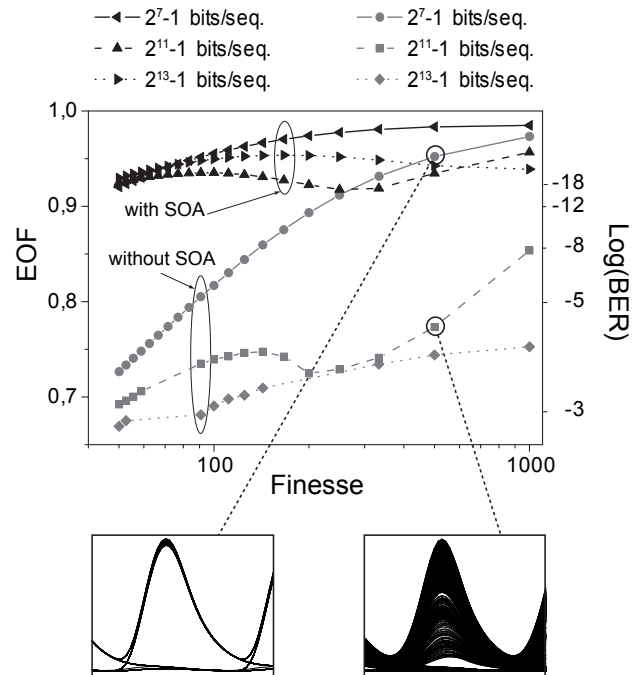 2⁷-1 bits/seq. 2⁷-1 bits/seq.
2¹¹-1 bits/seq. 2¹¹-1 bits/seq.
2¹³-1 bits/seq. 2¹³-1 bits/seq.
1,0
0,9
0,8
0,7
EOF
with SOA
without SOA
-18
-12
-8
-5
-3
Log(BER)
100 1000
Finesse